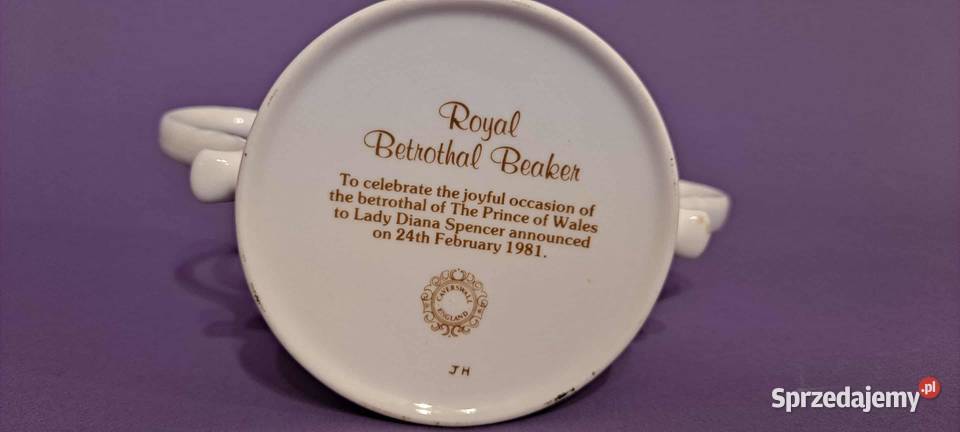 Royal
Betrothal Beaker
To celebrate the joyful occasion of
the betrothal of The Prince of Wales
to Lady Diana Spencer announced
on 24th February 1981.
CAVERSWALL
ENGLAND
JH
Sprzedajemy.pl